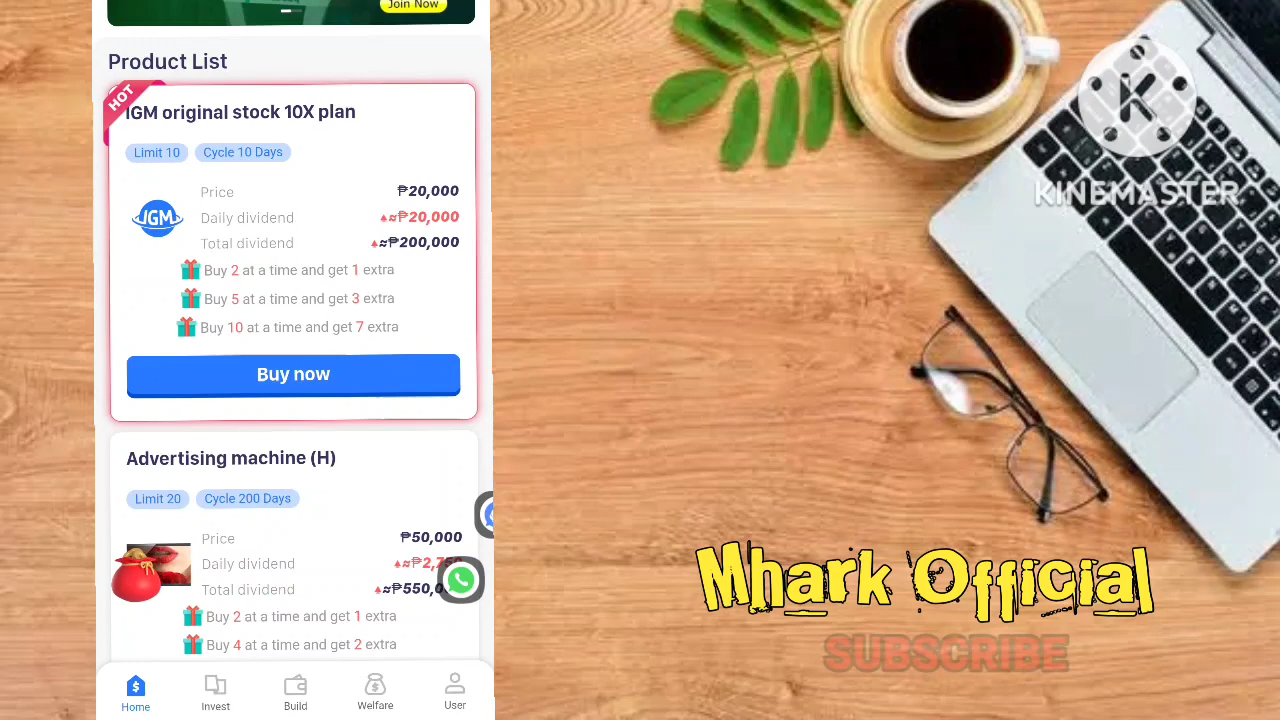 Join Now
Product List
HOT
IGM original stock 10X plan
Limit 10
Cycle 10 Days
IGM
Price
₱20,000
Daily dividend
♠≈₱20,000
Total dividend
♠≈₱200,000
Buy 2 at a time and get 1 extra
Buy 5 at a time and get 3 extra
Buy 10 at a time and get 7 extra
Buy now
Advertising machine (H)
Limit 20
Cycle 200 Days
Price
₱50,000
Daily dividend
Total dividend
Buy 2 at a time and get 1 extra
Buy 4 at a time and get 2 extra
Home
Invest
Build
Welfare
User
K
KINEMASTER
Mhark Official
SUBSCRIBE